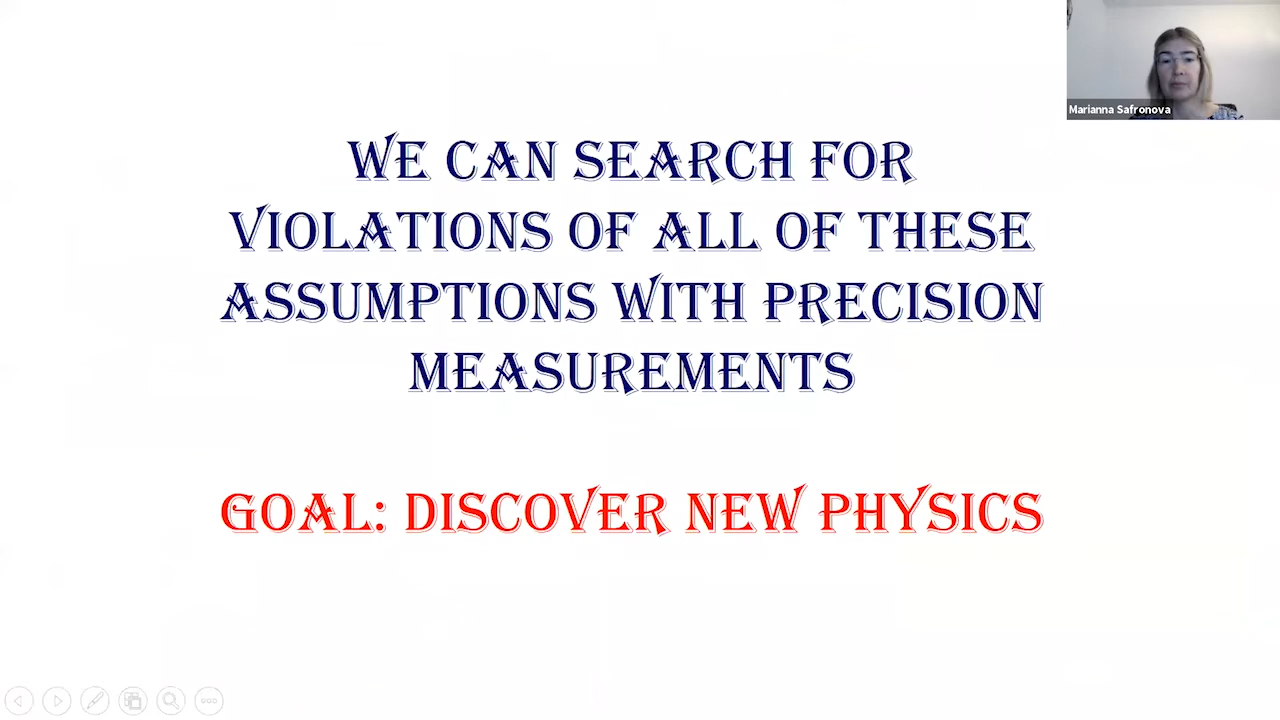 Marianna Safronova
WE CAN SEARCH FOR
VIOLATIONS OF ALL OF THESE
ASSUMPTIONS WITH PRECISION
MEASUREMENTS
GOAL: DISCOVER NEW PHYSICS